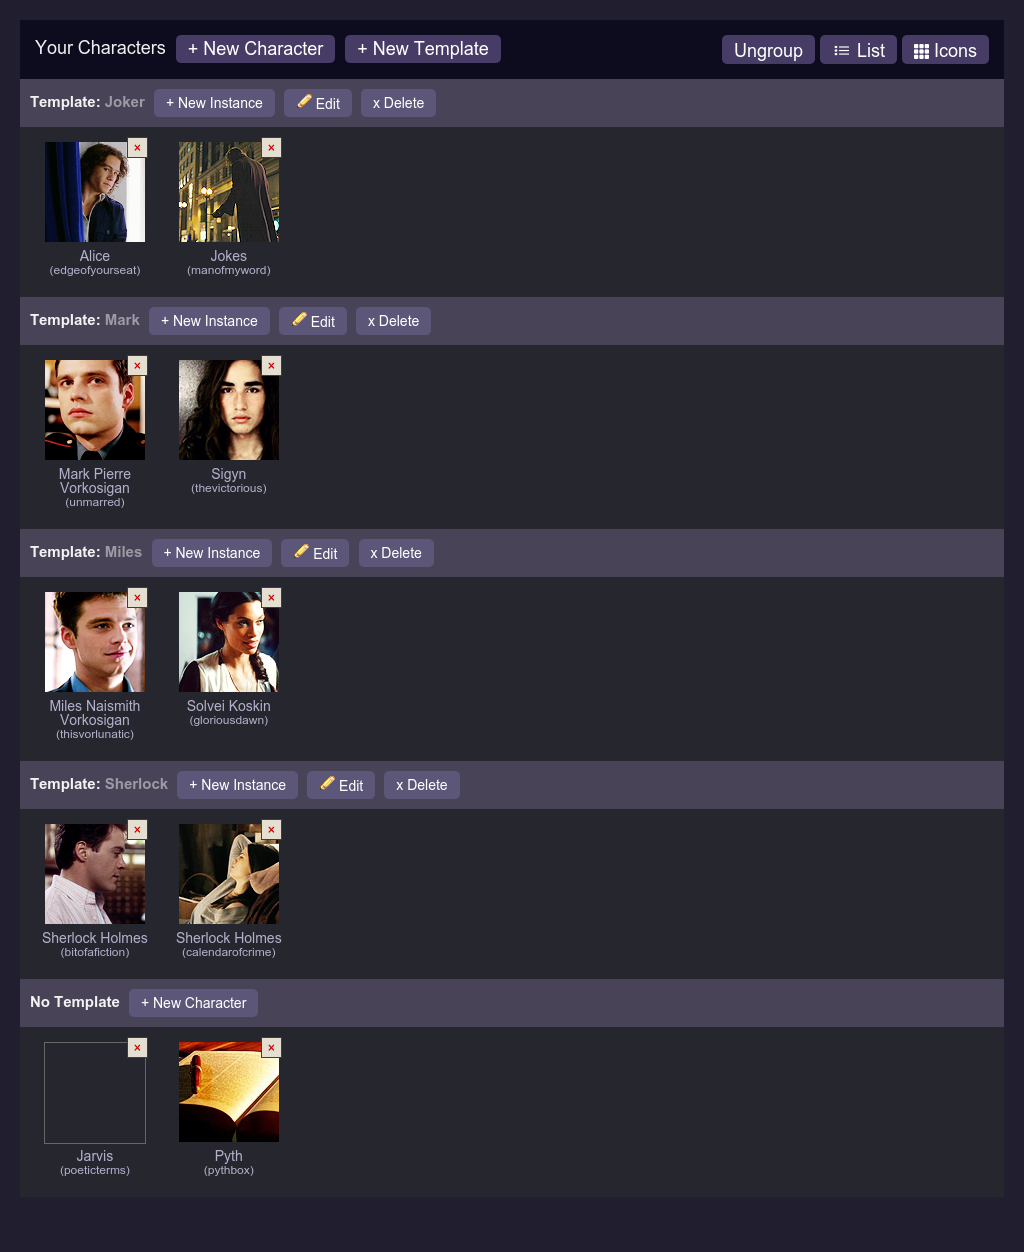 Your Characters + New Character + New Template Ungroup List Icons
Template: Joker + New Instance Edit x Delete
× ×
Alice Jokes
(edgeofyourseat) (manofmyword)
Template: Mark + New Instance Edit x Delete
× ×
Mark Pierre Sigyn
Vorkosigan (thevictorious)
(unmarred)
Template: Miles + New Instance Edit x Delete
× ×
Miles Naismith Solvei Koskin
Vorkosigan (gloriousdawn)
(thisvorlunatic)
Template: Sherlock + New Instance Edit x Delete
× ×
Sherlock Holmes Sherlock Holmes
(bitofafiction) (calendarofcrime)
No Template + New Character
× ×
Jarvis Pyth
(poeticterms) (pythbox)